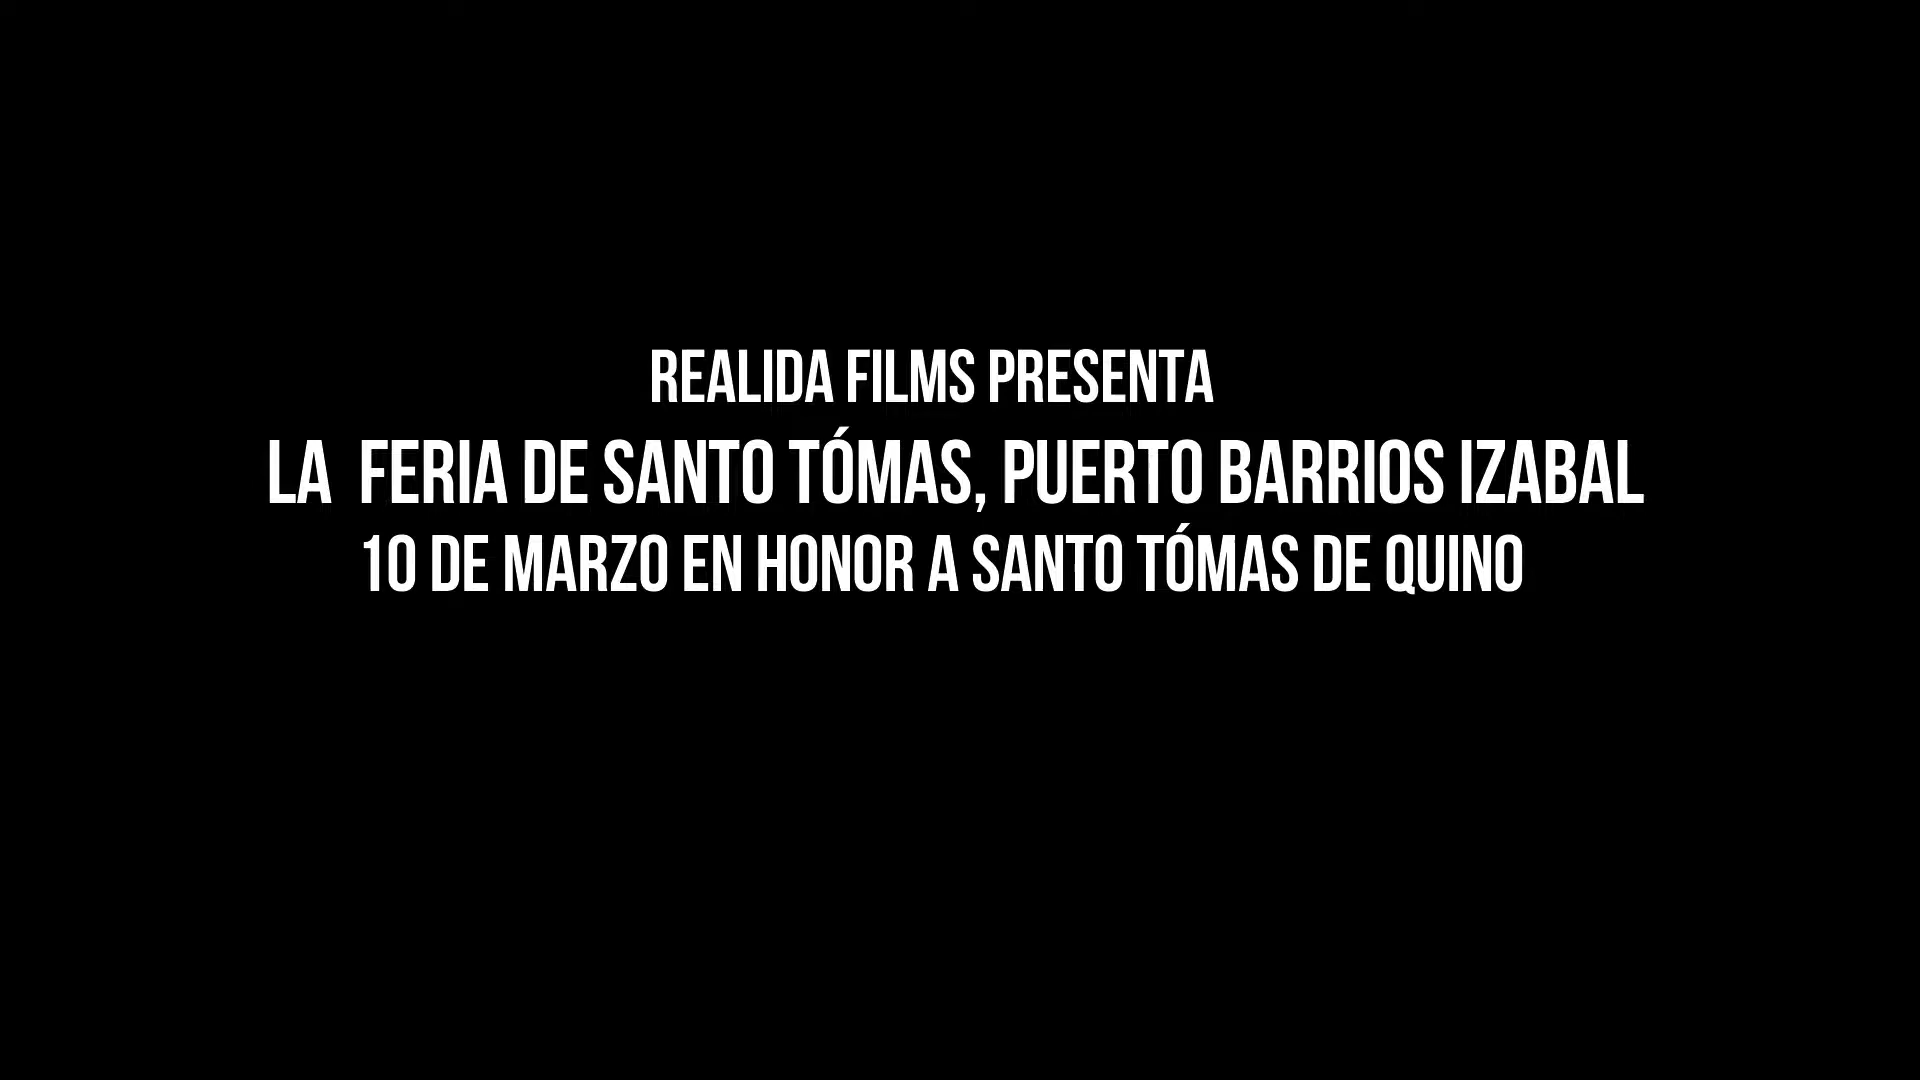 REALIDA FILMS PRESENTA
LA  FERIA DE SANTO TÓMAS, PUERTO BARRIOS IZABAL
10 DE MARZO EN HONOR A SANTO TÓMAS DE QUINO